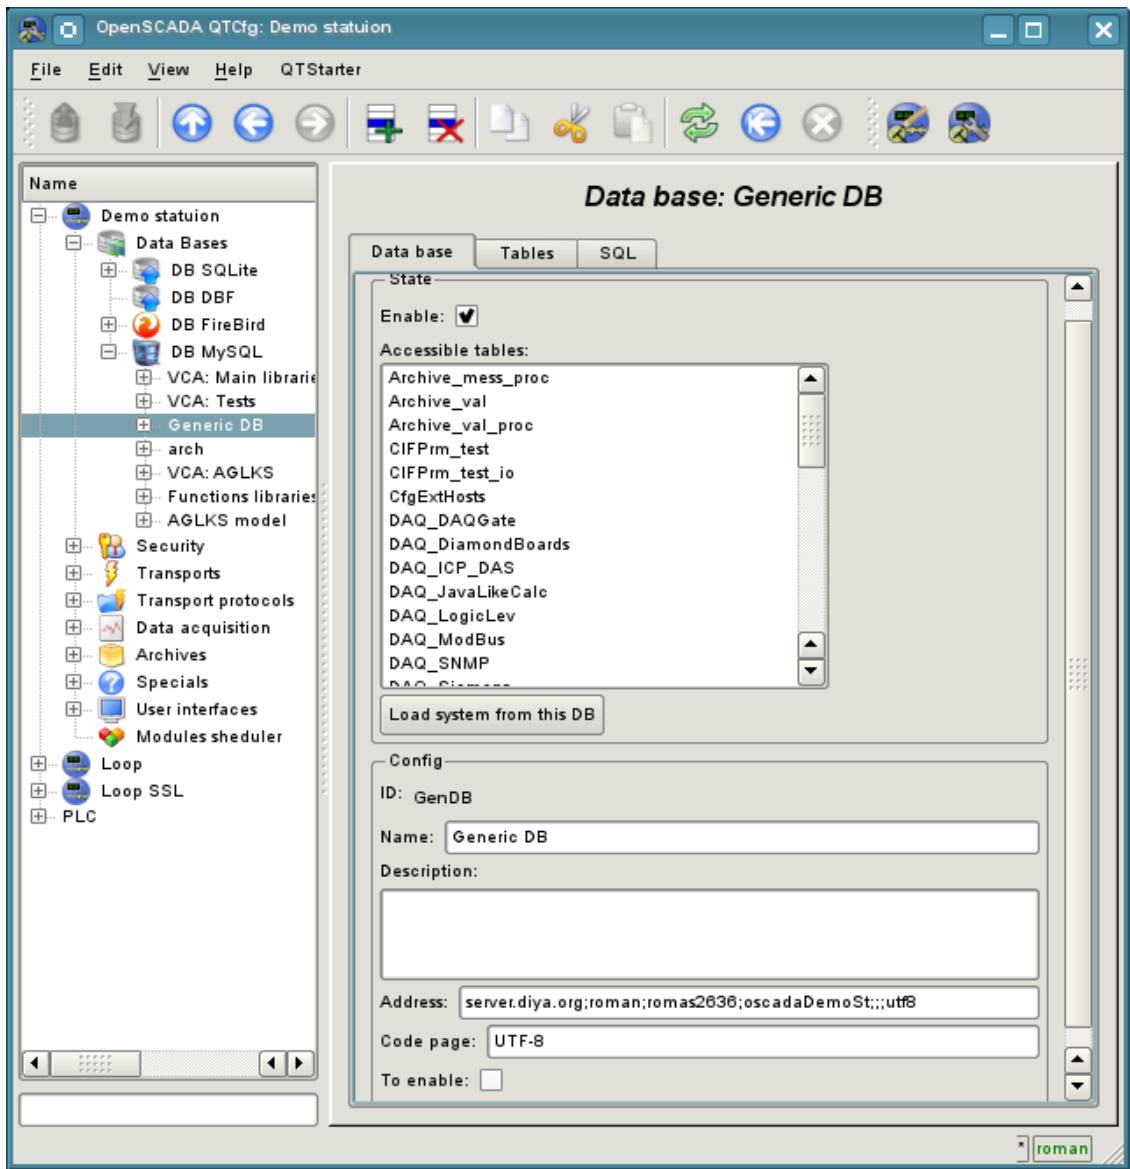 OpenSCADA QTCfg: Demo statuion
File Edit View Help QTStarter
Name
Demo statuion
Data Bases
DB SQLite
DB DBF
DB FireBird
DB MySQL
VCA: Main librarie
VCA: Tests
Generic DB
arch
VCA: AGLKS
Functions libraries
AGLKS model
Security
Transports
Transport protocols
Data acquisition
Archives
Specials
User interfaces
Modules sheduler
Loop
Loop SSL
PLC
Data base: Generic DB
Data base Tables SQL
State
Enable:
Accessible tables:
Archive_mess_proc
Archive_val
Archive_val_proc
CIFPrm_test
CIFPrm_test_io
CfgExtHosts
DAQ_DAQGate
DAQ_DiamondBoards
DAQ_ICP_DAS
DAQ_JavaLikeCalc
DAQ_LogicLev
DAQ_ModBus
DAQ_SNMP
DAQ_Siemens
Load system from this DB
Config
ID: GenDB
Name: Generic DB
Description:
Address: server.diya.org;roman;romas2636;oscadaDemoSt;;;utf8
Code page: UTF-8
To enable:
* roman